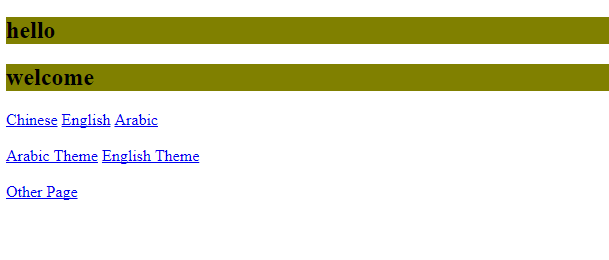 hello
welcome
Chinese English Arabic
Arabic Theme English Theme
Other Page